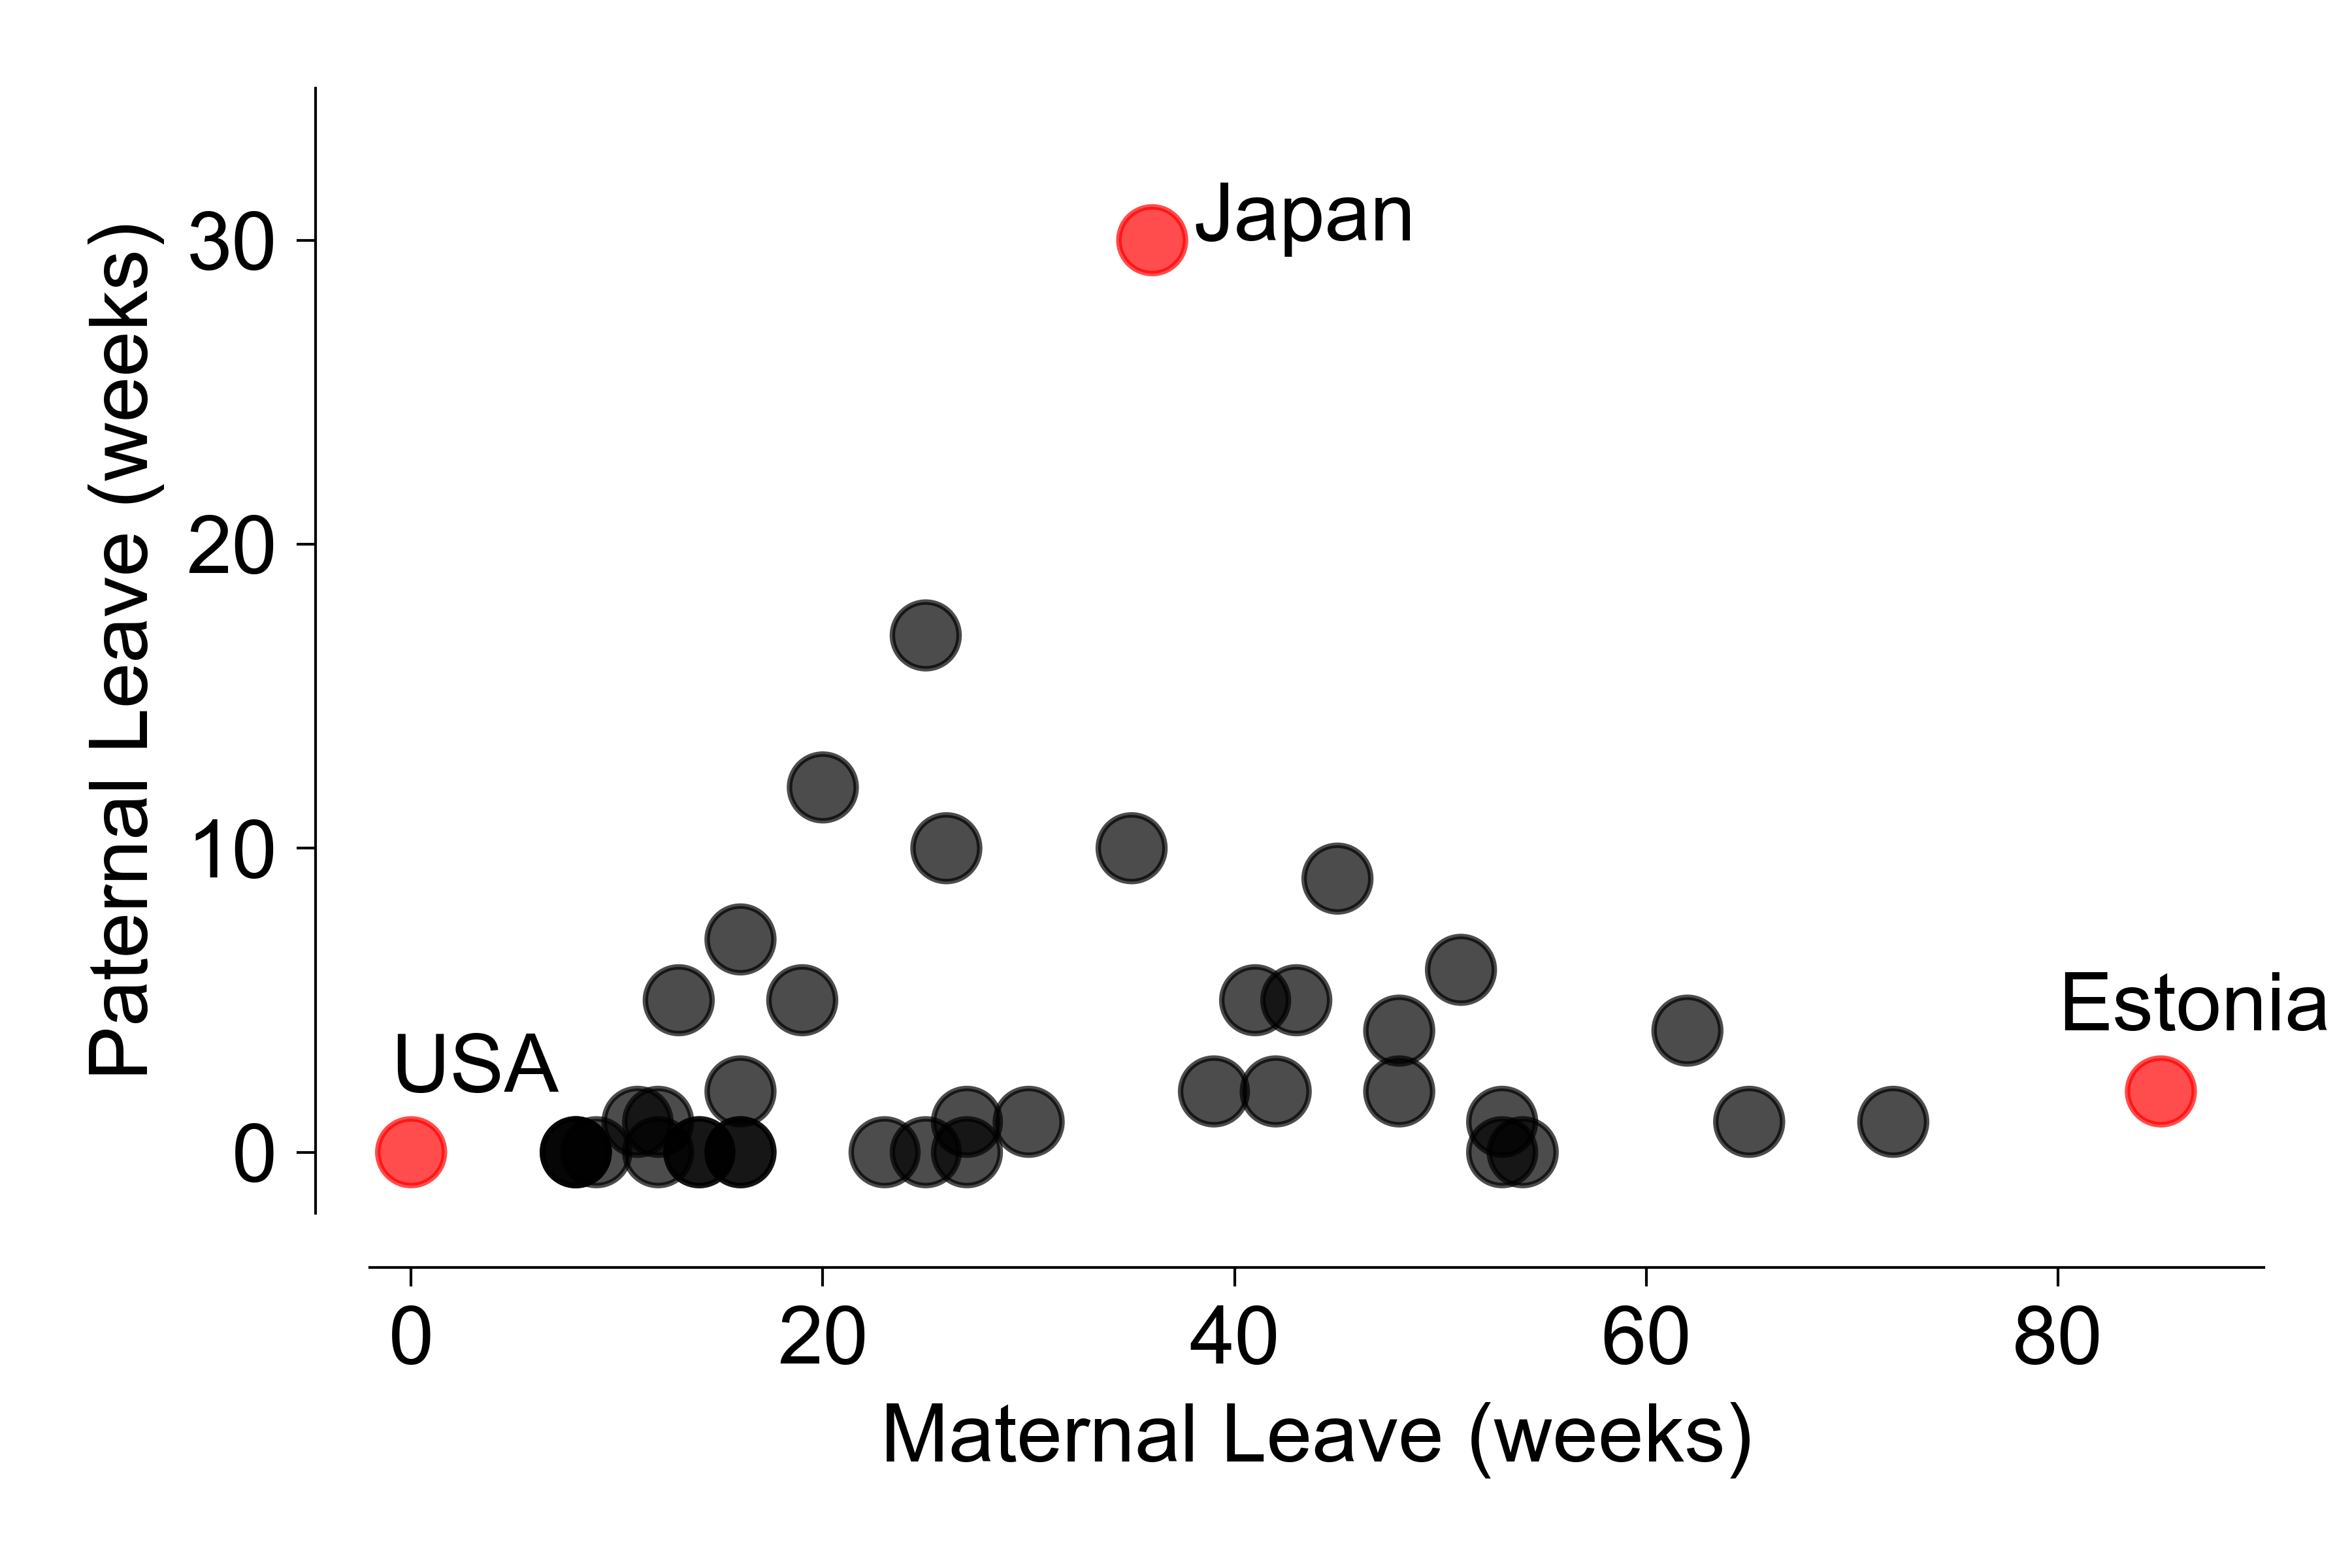 Paternal Leave (weeks)
30
20
10
0
Japan
Estonia
USA
0 20 40 60 80
Maternal Leave (weeks)